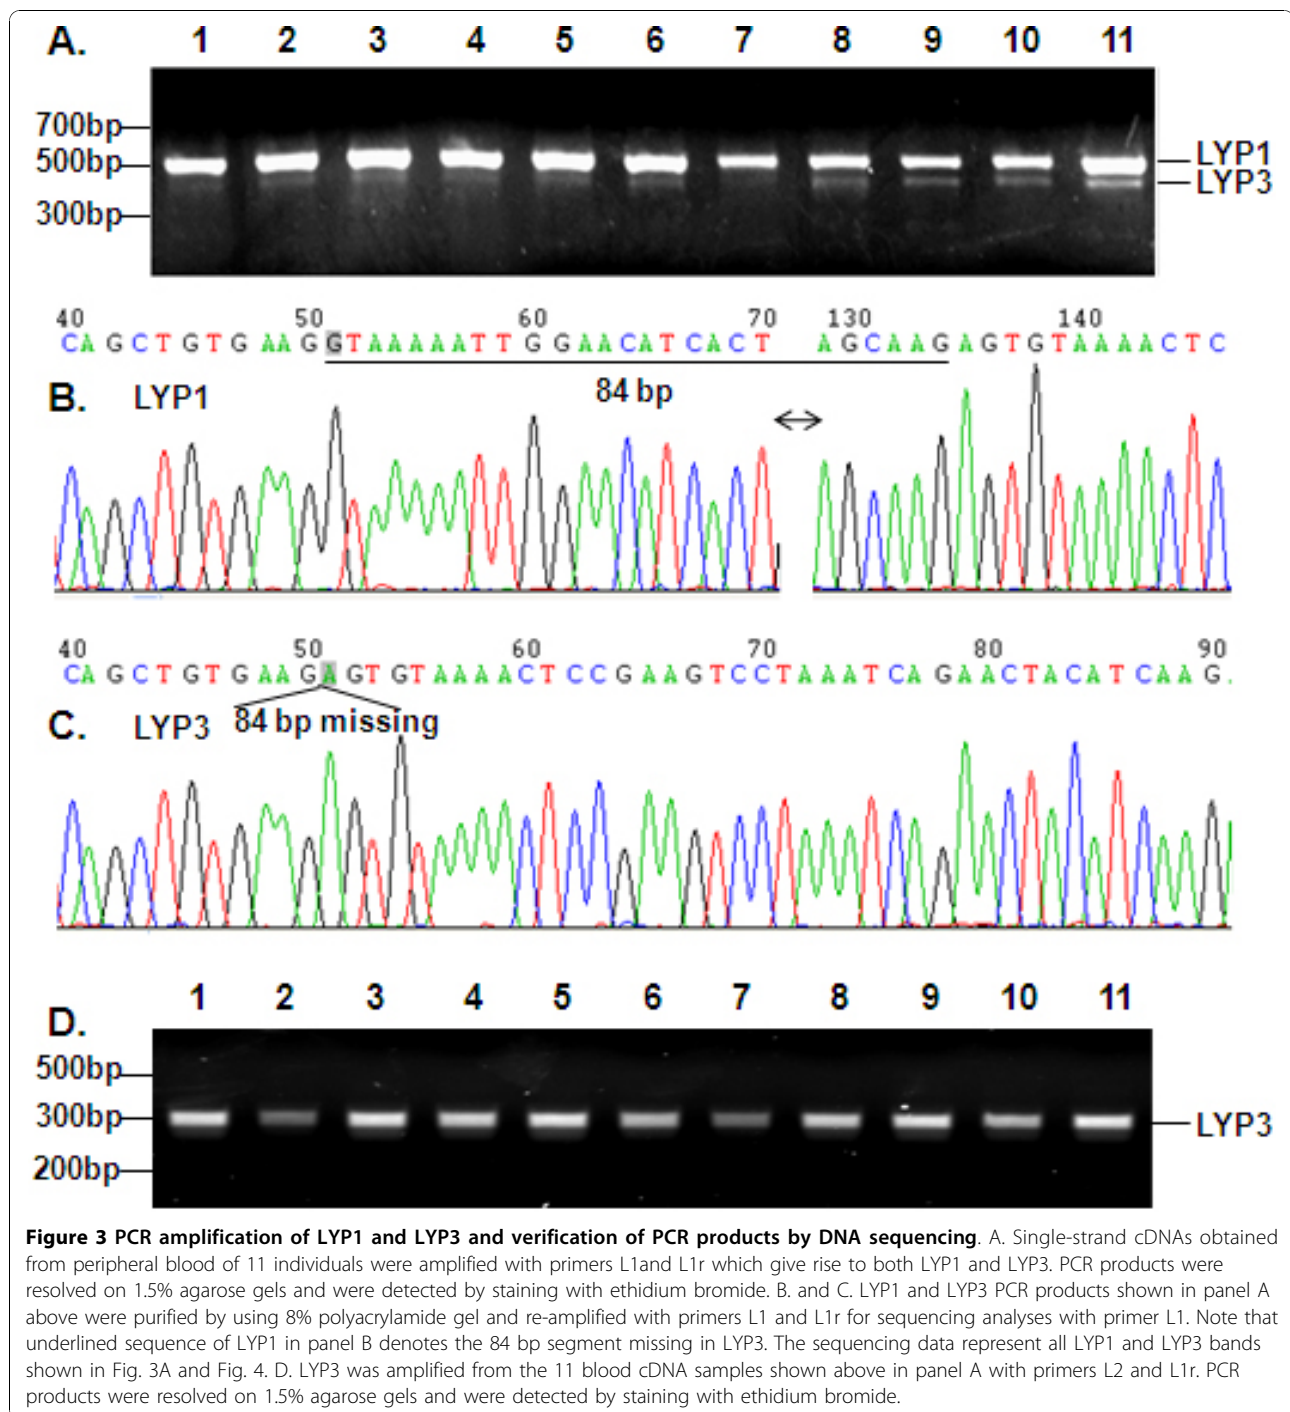 A. 1 2 3 4 5 6 7 8 9 10 11
700bp
500bp
300bp
LYP1
LYP3
40 50 60 70 130 140
CAGCTGTGAAGGTAAAAATTGGAACATCACT AGCAAGAGTGTAAAACTC
84 bp
B. LYP1
40 50 60 70 80 90
CAGCTGTGAAGAGTGTAAAACTCCGAAGTCCTAAATCAGAACTACATCAAG.
84 bp missing
C. LYP3
D. 1 2 3 4 5 6 7 8 9 10 11
500bp
300bp
200bp
LYP3
Figure 3 PCR amplification of LYP1 and LYP3 and verification of PCR products by DNA sequencing. A. Single-strand cDNAs obtained
from peripheral blood of 11 individuals were amplified with primers L1and L1r which give rise to both LYP1 and LYP3. PCR products were
resolved on 1.5% agarose gels and were detected by staining with ethidium bromide. B. and C. LYP1 and LYP3 PCR products shown in panel A
above were purified by using 8% polyacrylamide gel and re-amplified with primers L1 and L1r for sequencing analyses with primer L1. Note that
underlined sequence of LYP1 in panel B denotes the 84 bp segment missing in LYP3. The sequencing data represent all LYP1 and LYP3 bands
shown in Fig. 3A and Fig. 4. D. LYP3 was amplified from the 11 blood cDNA samples shown above in panel A with primers L2 and L1r. PCR
products were resolved on 1.5% agarose gels and were detected by staining with ethidium bromide.